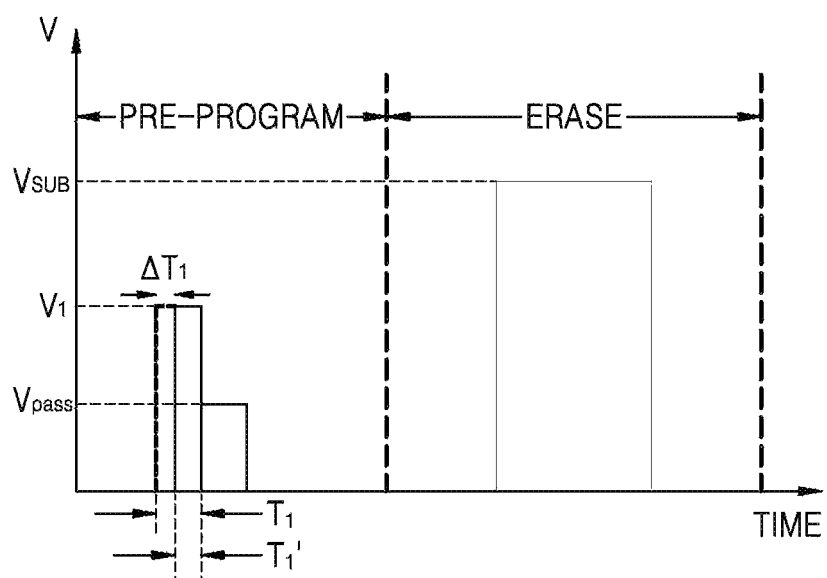 V
PRE-PROGRAM
ERASE
VSUB
ΔT1
V1
Vpass
T1
TIME
T1'